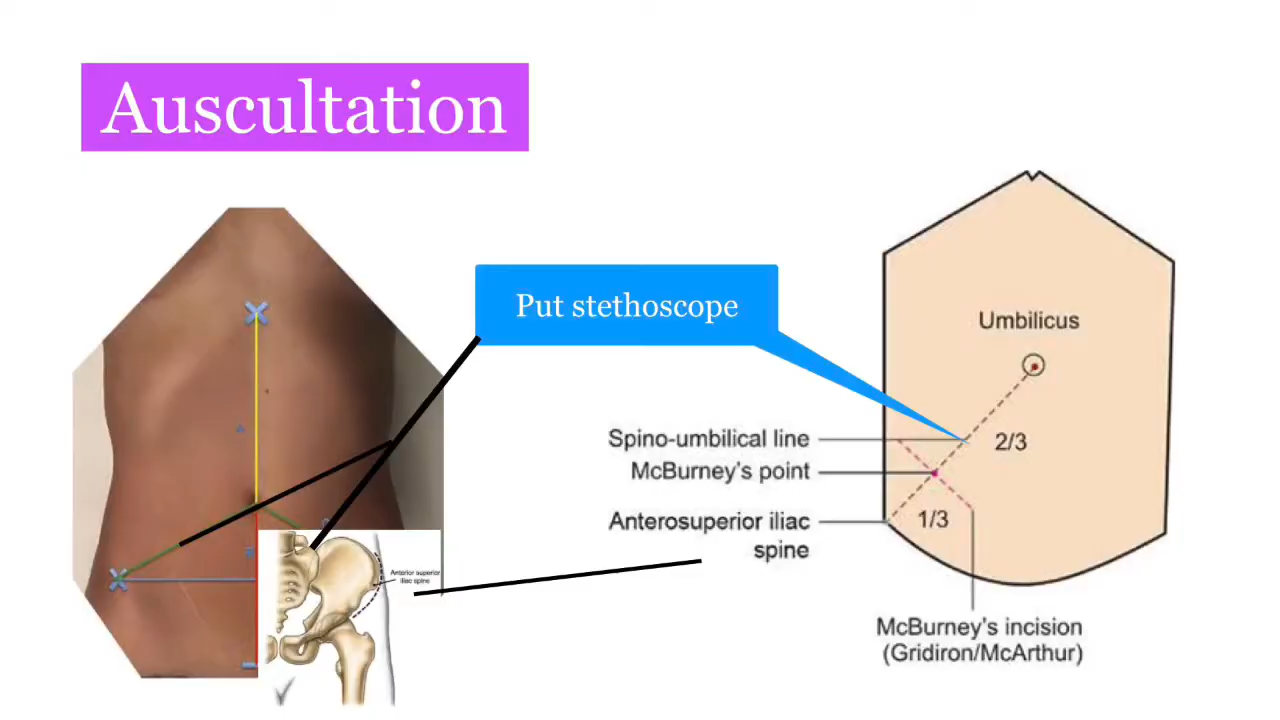 Auscultation
Put stethoscope
Umbilicus
Spino-umbilical line
2/3
McBurney's point
Anterosuperior iliac
spine
1/3
Anterior superior
iliac spine
McBurney's incision
(Gridiron/McArthur)